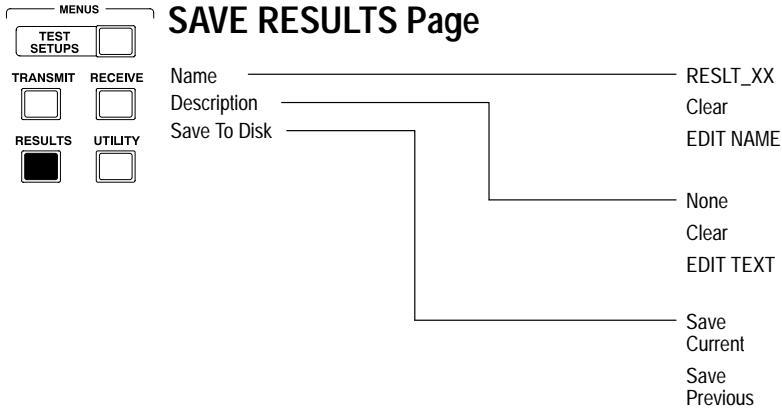 MENUS
SAVE RESULTS Page
TEST
SETUPS
TRANSMIT RECEIVE
RESULTS UTILITY
Name
Description
Save To Disk
RESLT_XX
Clear
EDIT NAME
None
Clear
EDIT TEXT
Save
Current
Save
Previous